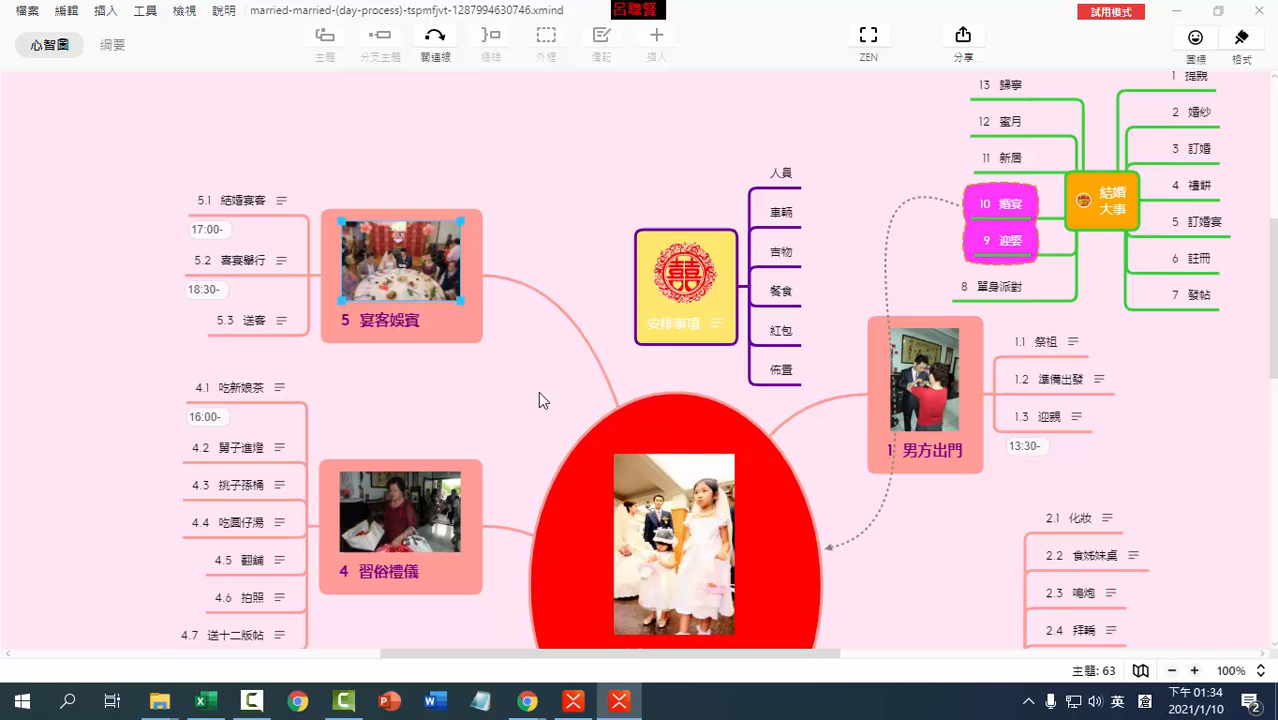 檔案 編輯 插入 工具 檢視 說明 married-married-(day-process)-tspmfjvt-1287994630746.xmind 呂聰賢 試用模式
心智圖 綱要
主題 分支主題 關連線 總結 外框 備記 插入 ZEN 分享 圖標 格式
13 歸寧
12 蜜月
11 新居
10 婚宴
9 迎娶
8 單身派對
結婚
大事
1 提親
2 婚紗
3 訂婚
4 禮餅
5 訂婚宴
6 註冊
7 發帖
人員
車輛
吉物
餐食
紅包
佈置
囍
安排事項
5.1 結婚宴客
17:00-
5.2 喜宴舉行
18:30-
5.3 送客
5 宴客娛賓
4.1 吃新娘茶
16:00-
4.2 舅子進燈
4.3 挑子孫桶
4.4 吃圓仔湯
4.5 翻舖
4.6 拍照
4.7 送十二版帖
4 習俗禮儀
1 男方出門
1.1 祭祖
1.2 準備出發
1.3 迎親
13:30-
2.1 化妝
2.2 食姊妹桌
2.3 鳴炮
2.4 拜轎
主題: 63 100%
英
下午 01:34
2021/1/10
2